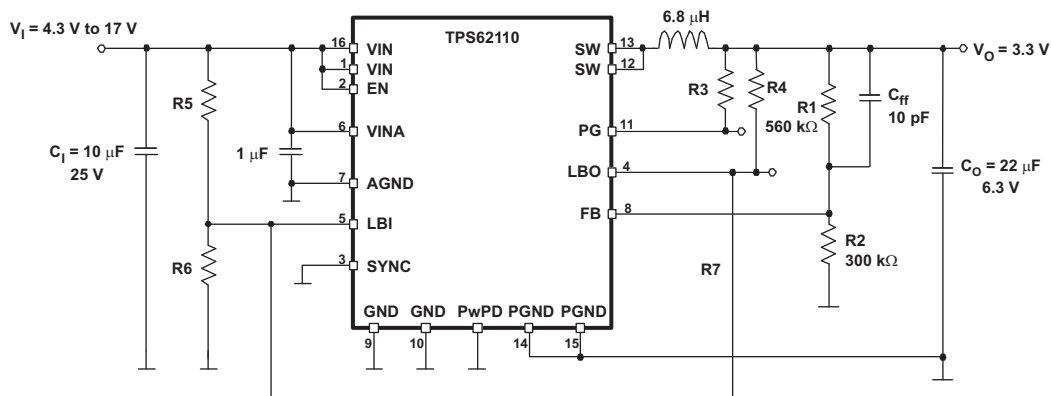 V_I = 4.3 V to 17 V
TPS62110
6.8 μH
V_O = 3.3 V
16 VIN
1 VIN
2 EN
6 VINA
7 AGND
5 LBI
3 SYNC
SW 13
SW 12
PG 11
LBO 4
FB 8
GND
GND
PwPD
PGND
PGND
9
10
14
15
R5
R6
C_I = 10 μF
25 V
1 μF
R3
R4
R1
560 kΩ
C_ff
10 pF
C_O = 22 μF
6.3 V
R2
300 kΩ
R7